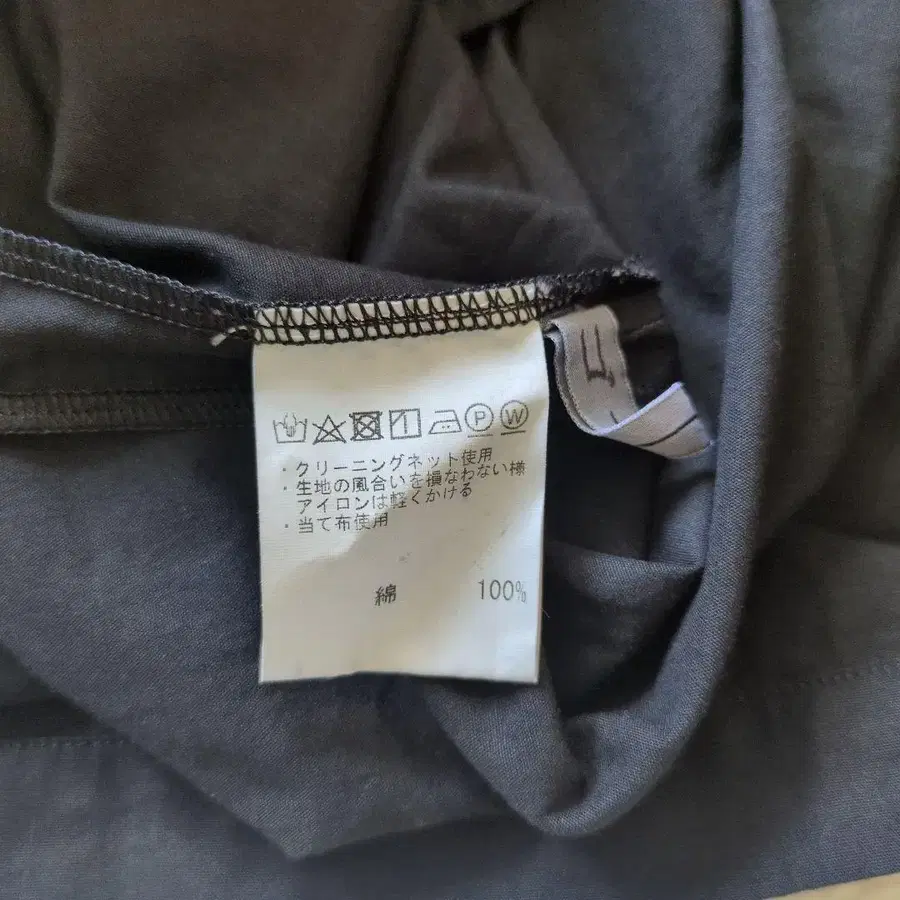 P W
・クリーニングネット使用
・生地の風合いを損なわない様
アイロンは軽くかける
・当て布使用
綿 100%